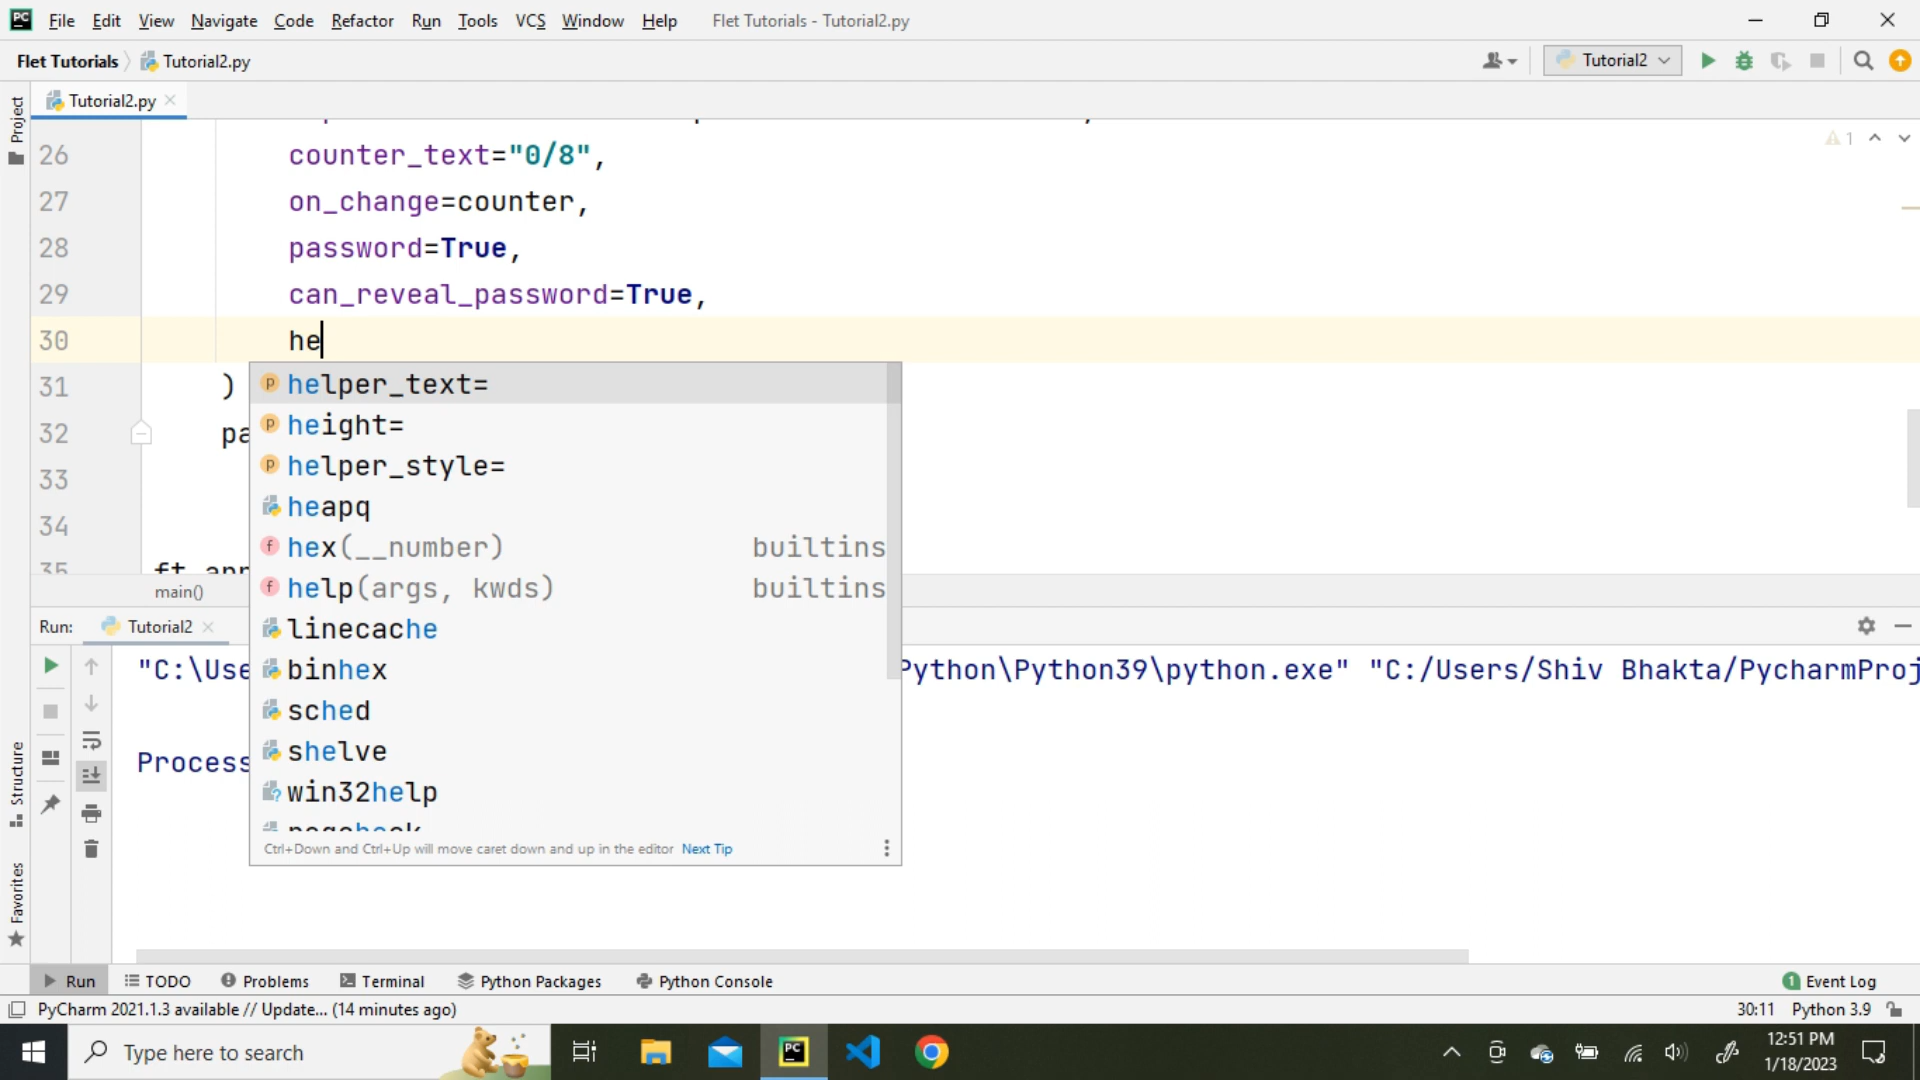 PC File Edit View Navigate Code Refactor Run Tools VCS Window Help Flet Tutorials - Tutorial2.py
Flet Tutorials Tutorial2.py Tutorial2
Project
Tutorial2.py
1
26 counter_text="0/8",
27 on_change=counter,
28 password=True,
29 can_reveal_password=True,
30 he
31 )
32 pa
33
34
35 ft.app
helper_text=
height=
helper_style=
heapq
hex(__number) builtins
help(args, kwds) builtins
linecache
binhex
sched
shelve
win32help
Ctrl+Down and Ctrl+Up will move caret down and up in the editor Next Tip
main()
Run: Tutorial2
"C:\Use Python\Python39\python.exe" "C:/Users/Shiv Bhakta/PycharmProj
Process
Structure
Favorites
Run TODO Problems Terminal Python Packages Python Console 1 Event Log
PyCharm 2021.1.3 available // Update... (14 minutes ago) 30:11 Python 3.9
Type here to search PC 12:51 PM
1/18/2023